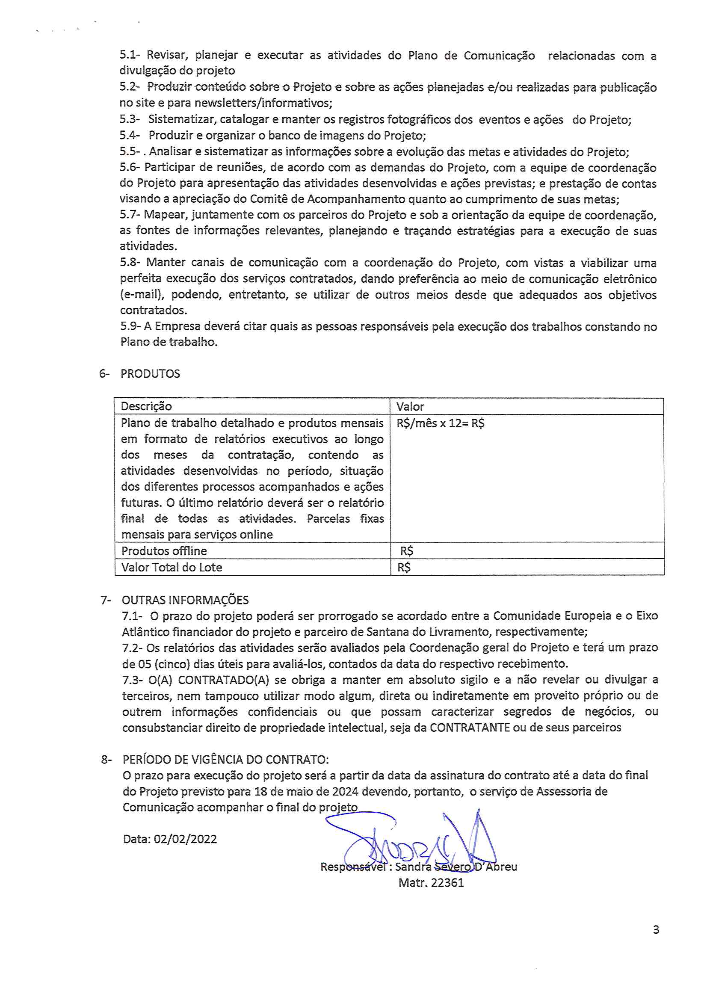 5.1- Revisar, planejar e executar as atividades do Plano de Comunicação relacionadas com a
divulgação do projeto
5.2- Produzir conteúdo sobre o Projeto e sobre as ações planejadas e/ou realizadas para publicação
no site e para newsletters/informativos;
5.3- Sistematizar, catalogar e manter os registros fotográficos dos eventos e ações do Projeto;
5.4- Produzir e organizar o banco de imagens do Projeto;
5.5- . Analisar e sistematizar as informações sobre a evolução das metas e atividades do Projeto;
5.6- Participar de reuniões, de acordo com as demandas do Projeto, com a equipe de coordenação
do Projeto para apresentação das atividades desenvolvidas e ações previstas; e prestação de contas
visando a apreciação do Comitê de Acompanhamento quanto ao cumprimento de suas metas;
5.7- Mapear, juntamente com os parceiros do Projeto e sob a orientação da equipe de coordenação,
as fontes de informações relevantes, planejando e traçando estratégias para a execução de suas
atividades.
5.8- Manter canais de comunicação com a coordenação do Projeto, com vistas a viabilizar uma
perfeita execução dos serviços contratados, dando preferência ao meio de comunicação eletrônico
(e-mail), podendo, entretanto, se utilizar de outros meios desde que adequados aos objetivos
contratados.
5.9- A Empresa deverá citar quais as pessoas responsáveis pela execução dos trabalhos constando no
Plano de trabalho.
6- PRODUTOS
Descrição Valor
Plano de trabalho detalhado e produtos mensais R$/mês x 12= R$
em formato de relatórios executivos ao longo
dos meses da contratação, contendo as
atividades desenvolvidas no período, situação
dos diferentes processos acompanhados e ações
futuras. O último relatório deverá ser o relatório
final de todas as atividades. Parcelas fixas
mensais para serviços online
Produtos offline R$
Valor Total do Lote R$
7- OUTRAS INFORMAÇÕES
7.1- O prazo do projeto poderá ser prorrogado se acordado entre a Comunidade Europeia e o Eixo
Atlântico financiador do projeto e parceiro de Santana do Livramento, respectivamente;
7.2- Os relatórios das atividades serão avaliados pela Coordenação geral do Projeto e terá um prazo
de 05 (cinco) dias úteis para avaliá-los, contados da data do respectivo recebimento.
7.3- O(A) CONTRATADO(A) se obriga a manter em absoluto sigilo e a não revelar ou divulgar a
terceiros, nem tampouco utilizar modo algum, direta ou indiretamente em proveito próprio ou de
outrem informações confidenciais ou que possam caracterizar segredos de negócios, ou
consubstanciar direito de propriedade intelectual, seja da CONTRATANTE ou de seus parceiros
8- PERÍODO DE VIGÊNCIA DO CONTRATO:
O prazo para execução do projeto será a partir da data da assinatura do contrato até a data do final
do Projeto previsto para 18 de maio de 2024 devendo, portanto, o serviço de Assessoria de
Comunicação acompanhar o final do projeto
Data: 02/02/2022
Responsável : Sandra Severo D'Abreu
Matr. 22361
3